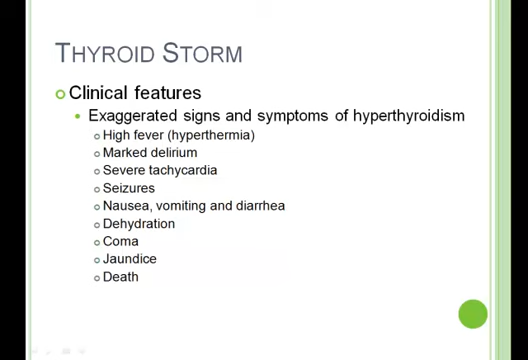 THYROID STORM
Clinical features
Exaggerated signs and symptoms of hyperthyroidism
High fever (hyperthermia)
Marked delirium
Severe tachycardia
Seizures
Nausea, vomiting and diarrhea
Dehydration
Coma
Jaundice
Death